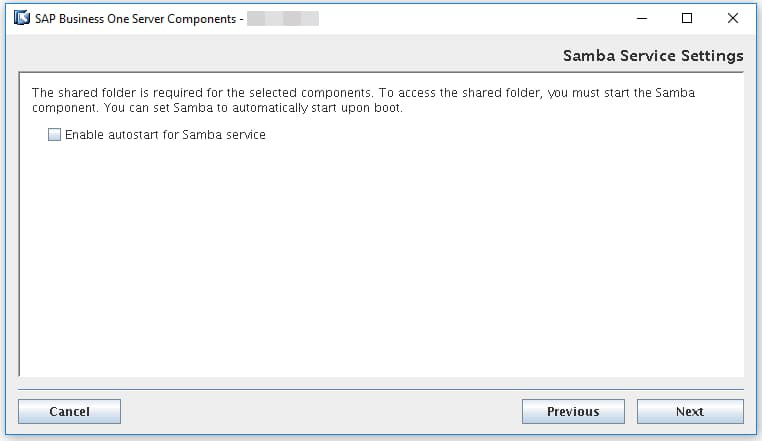 SAP Business One Server Components -
Samba Service Settings
The shared folder is required for the selected components. To access the shared folder, you must start the Samba
component. You can set Samba to automatically start upon boot.
Enable autostart for Samba service
Cancel
Previous
Next